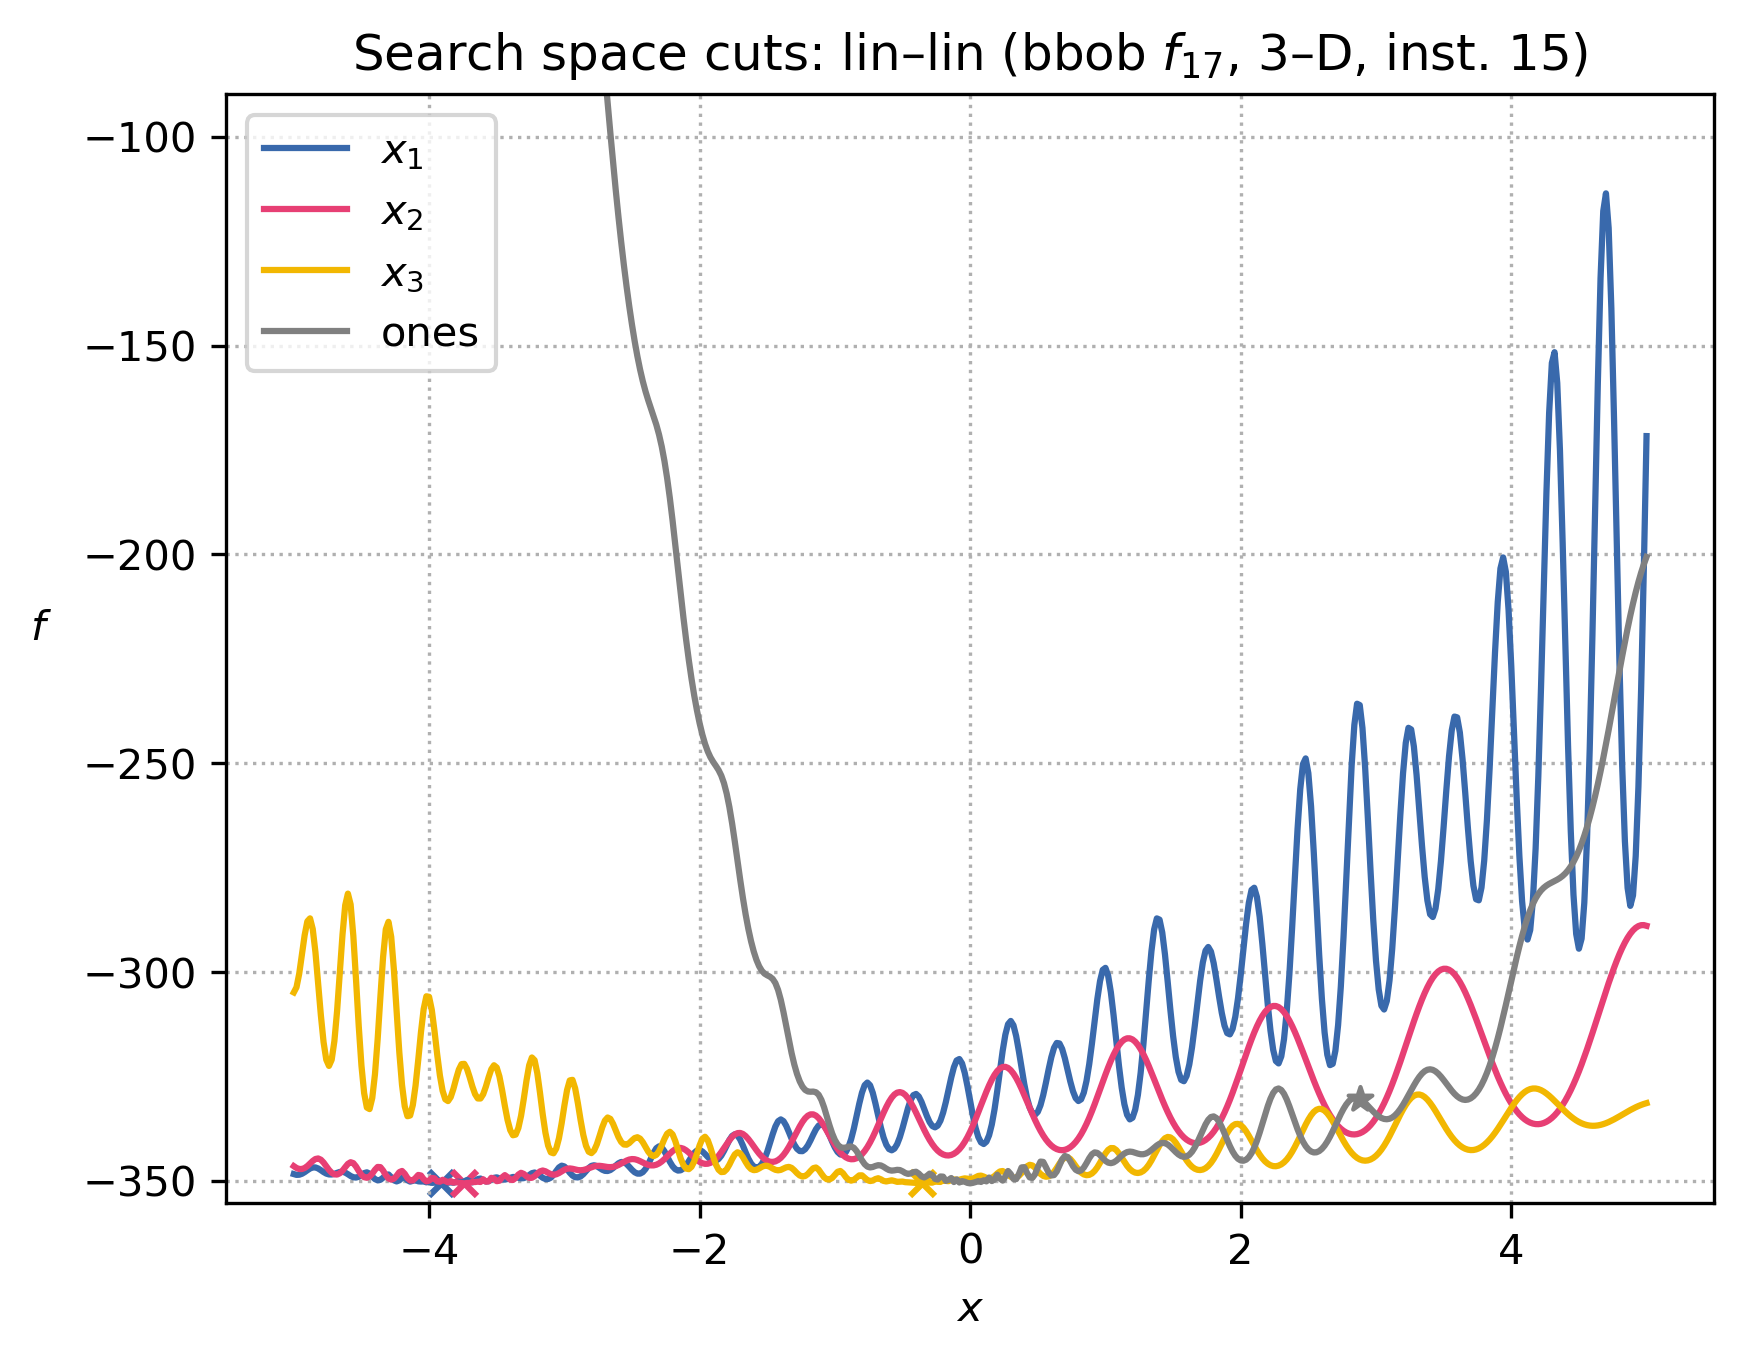 Search space cuts: lin–lin (bbob f₁₇, 3–D, inst. 15)
x₁
x₂
x₃
ones
−100
−150
−200
−250
−300
−350
f
−4 −2 0 2 4
x